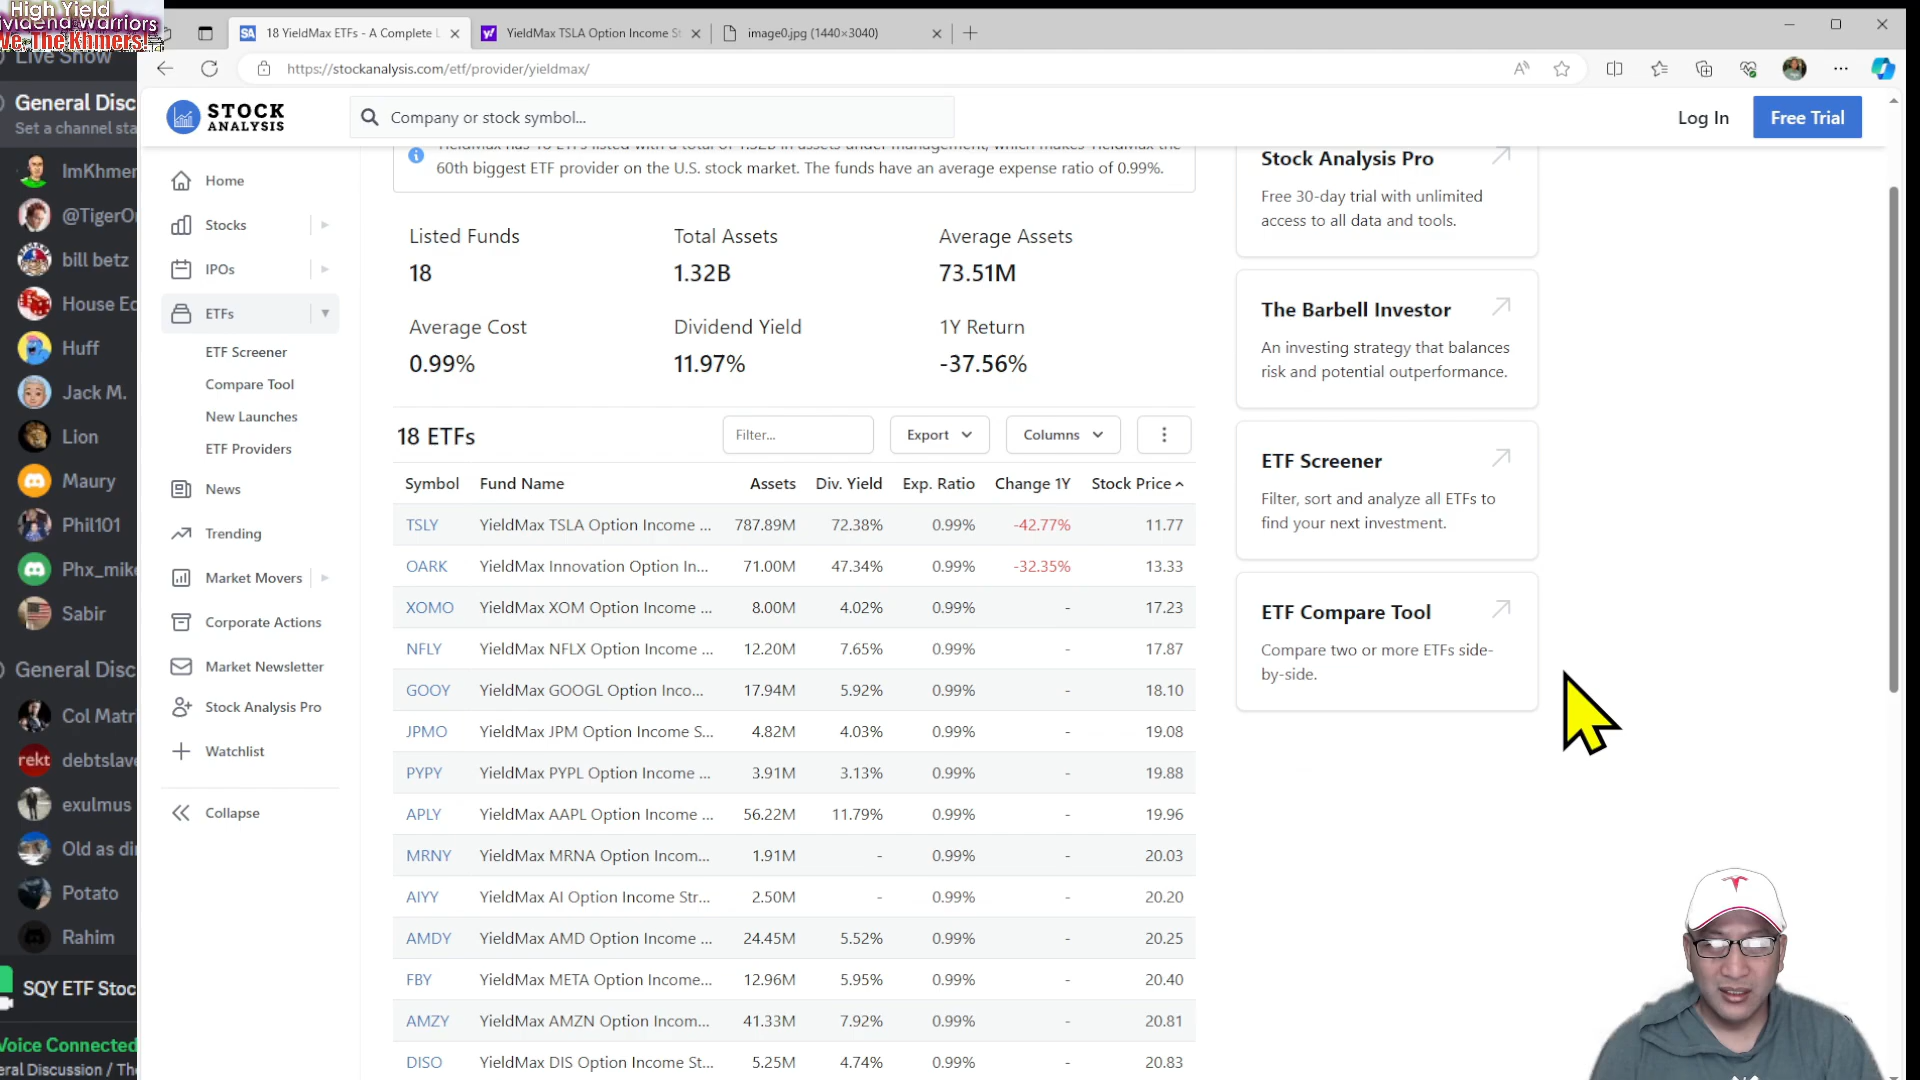 High Yield
Dividend Warriors
We, The Khmers!
Live Show
General Disc
Set a channel sta
ImKhmer
@TigerOn
bill betz
House Ed
Huff
Jack M.
Lion
Maury
Phil101
Phx_mike
Sabir
General Disc
Col Matri
rekt
debtslave
exulmus
Old as dir
Potato
Rahim
SQY ETF Stoc
Voice Connected
eral Discussion / The
SA
18 YieldMax ETFs - A Complete L
y!
YieldMax TSLA Option Income S
image0.jpg (1440×3040)
https://stockanalysis.com/etf/provider/yieldmax/
STOCK
ANALYSIS
Company or stock symbol...
Log In
Free Trial
Home
Stocks
IPOs
ETFs
ETF Screener
Compare Tool
New Launches
ETF Providers
News
Trending
Market Movers
Corporate Actions
Market Newsletter
Stock Analysis Pro
Watchlist
Collapse
60th biggest ETF provider on the U.S. stock market. The funds have an average expense ratio of 0.99%.
Listed Funds
18
Total Assets
1.32B
Average Assets
73.51M
Average Cost
0.99%
Dividend Yield
11.97%
1Y Return
-37.56%
18 ETFs
Filter...
Export
Columns
Symbol Fund Name Assets Div. Yield Exp. Ratio Change 1Y Stock Price
TSLY YieldMax TSLA Option Income ... 787.89M 72.38% 0.99% -42.77% 11.77
OARK YieldMax Innovation Option In... 71.00M 47.34% 0.99% -32.35% 13.33
XOMO YieldMax XOM Option Income ... 8.00M 4.02% 0.99% - 17.23
NFLY YieldMax NFLX Option Income ... 12.20M 7.65% 0.99% - 17.87
GOOY YieldMax GOOGL Option Inco... 17.94M 5.92% 0.99% - 18.10
JPMO YieldMax JPM Option Income S... 4.82M 4.03% 0.99% - 19.08
PYPY YieldMax PYPL Option Income ... 3.91M 3.13% 0.99% - 19.88
APLY YieldMax AAPL Option Income ... 56.22M 11.79% 0.99% - 19.96
MRNY YieldMax MRNA Option Incom... 1.91M - 0.99% - 20.03
AIYY YieldMax AI Option Income Str... 2.50M - 0.99% - 20.20
AMDY YieldMax AMD Option Income ... 24.45M 5.52% 0.99% - 20.25
FBY YieldMax META Option Income... 12.96M 5.95% 0.99% - 20.40
AMZY YieldMax AMZN Option Incom... 41.33M 7.92% 0.99% - 20.81
DISO YieldMax DIS Option Income St... 5.25M 4.74% 0.99% - 20.83
Stock Analysis Pro
Free 30-day trial with unlimited
access to all data and tools.
The Barbell Investor
An investing strategy that balances
risk and potential outperformance.
ETF Screener
Filter, sort and analyze all ETFs to
find your next investment.
ETF Compare Tool
Compare two or more ETFs side-
by-side.